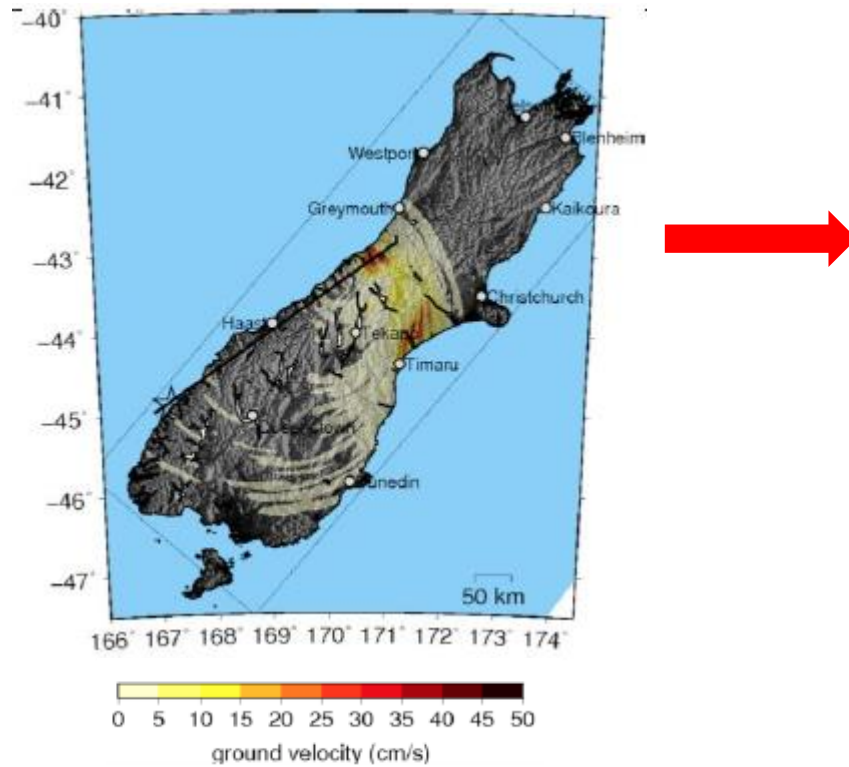 −40°
−41°
Blenheim
Westport
−42°
Greymouth
Kaikoura
−43°
Christchurch
Haast
−44°
Tekapo
Timaru
−45°
−46°
Dunedin
−47°
50 km
166° 167° 168° 169° 170° 171° 172° 173° 174°
0 5 10 15 20 25 30 35 40 45 50
ground velocity (cm/s)